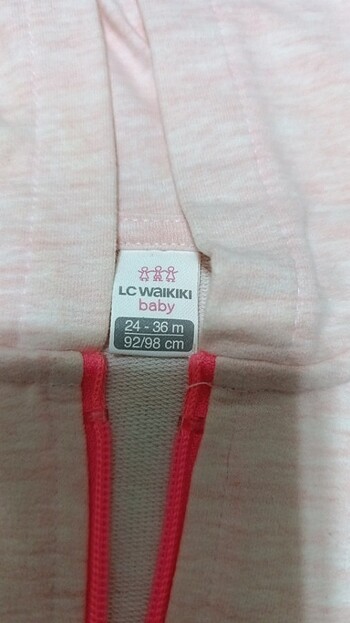 LC WAIKIKI
baby
24 - 36 m
92/98 cm